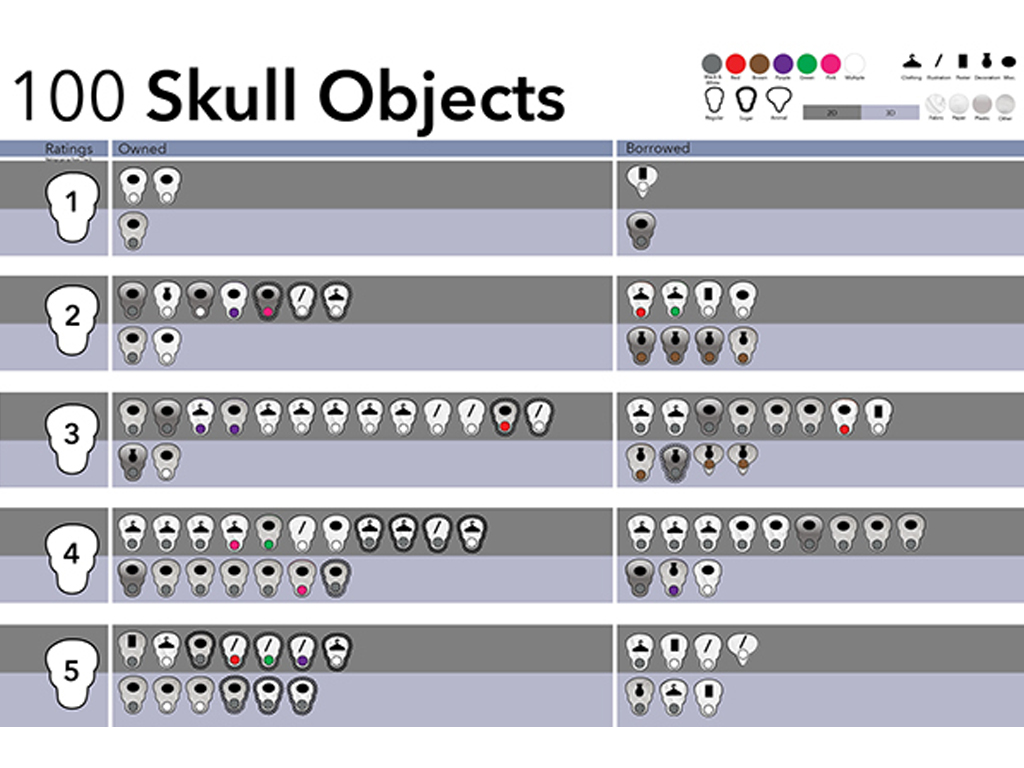 100 Skull Objects
Black & White Red Brown Purple Green Pink Multiple
Clothing Illustration Poster Decoration Misc.
Regular Sugar Animal
2D 3D
Fabric Paper Plastic Other
Ratings Owned Borrowed
1
2
3
4
5